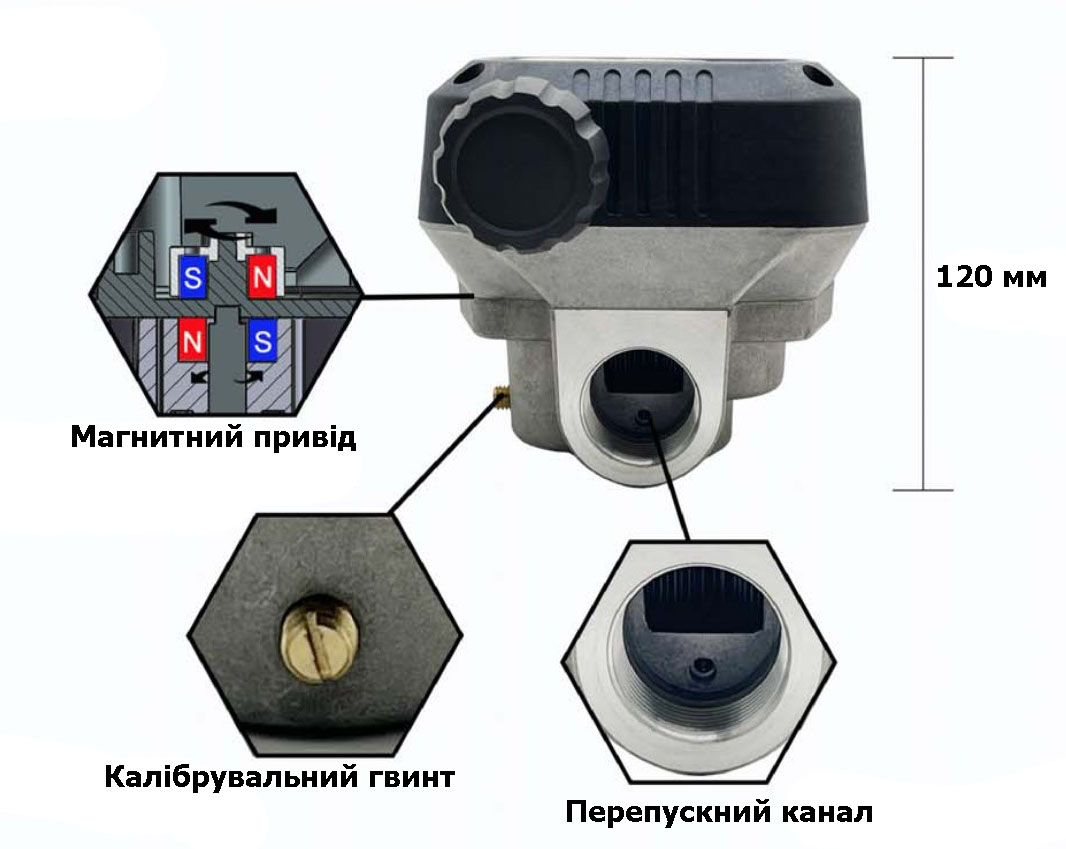 120 мм
S N
N S
Магнитний привід
Калібрувальний гвинт
Перепускний канал